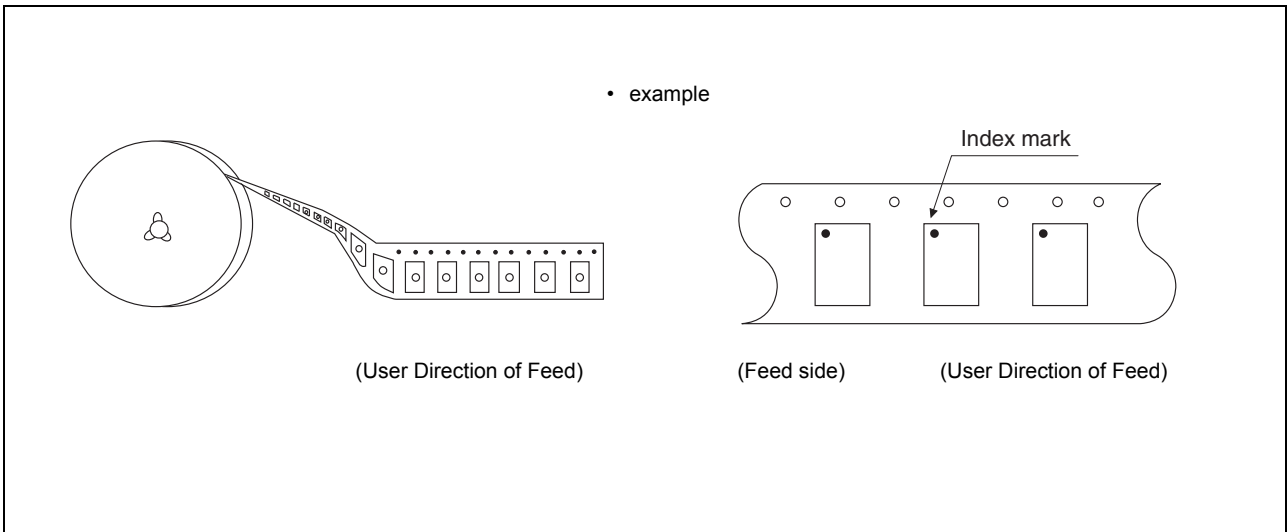 • example
Index mark
(User Direction of Feed)
(Feed side)
(User Direction of Feed)